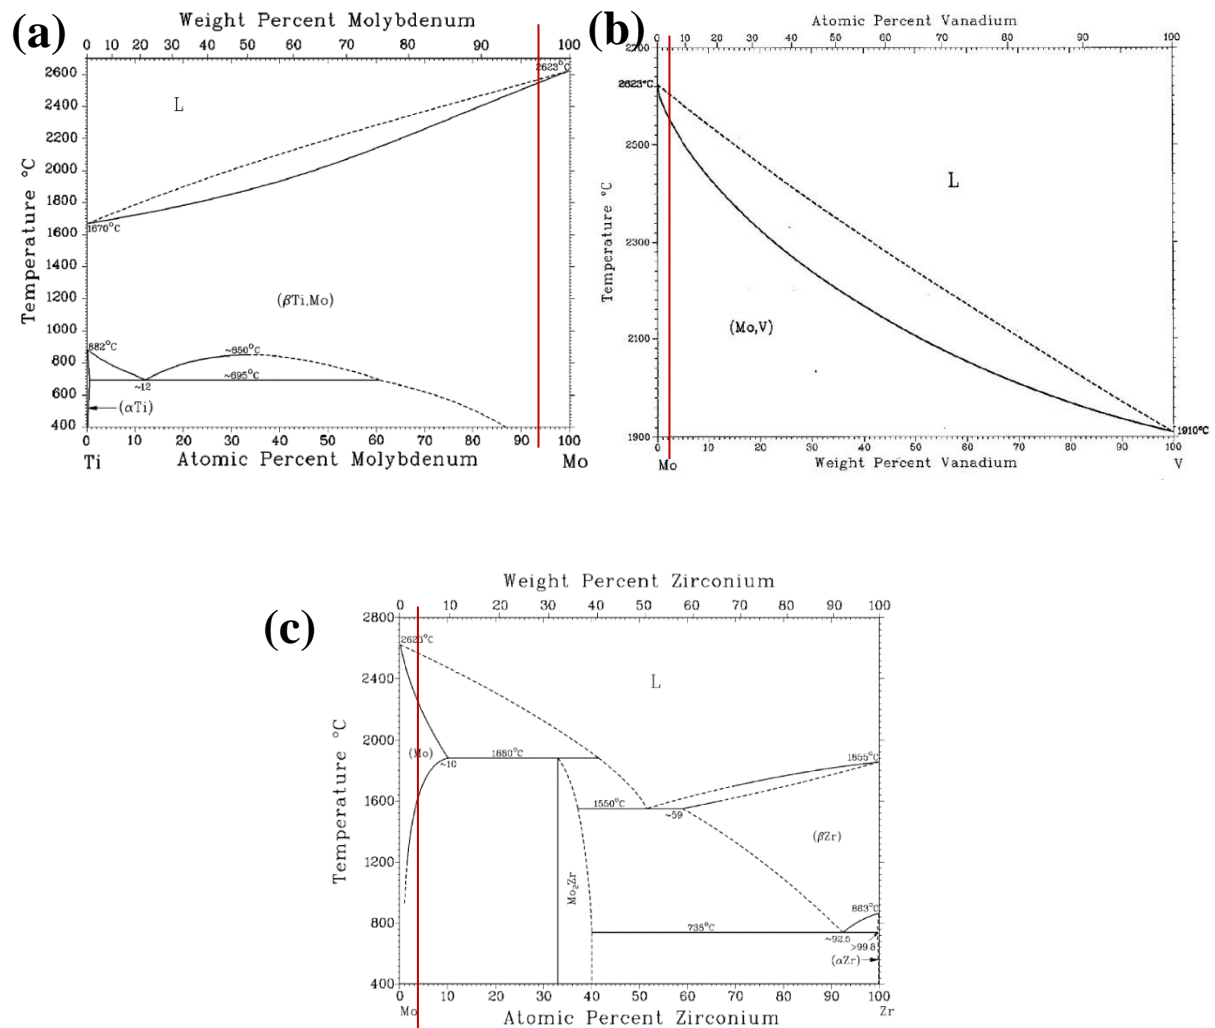 (a)
Weight Percent Molybdenum
0 10 20 30 40 50 60 70 80 90 100
2600
2400
2200
2000
1800
1600
1400
1200
1000
800
600
400
Temperature °C
2623°C
L
1670°C
(βTi,Mo)
882°C
~850°C
~695°C
~12
(αTi)
0 10 20 30 40 50 60 70 80 90 100
Ti
Atomic Percent Molybdenum
Mo
(b)
Atomic Percent Vanadium
0 10 20 30 40 50 60 70 80 90 100
2200
2623°C
2500
2300
2100
1900
Temperature °C
L
(Mo,V)
1910°C
0 10 20 30 40 50 60 70 80 90 100
Mo
Weight Percent Vanadium
V
(c)
Weight Percent Zirconium
0 10 20 30 40 50 60 70 80 90 100
2800
2400
2000
1600
1200
800
400
Temperature °C
2623°C
L
(Mo)
1880°C
~10
1855°C
1550°C
~59
(βZr)
Mo₂Zr
863°C
738°C
~92.5
>99.8
(αZr)
0 10 20 30 40 50 60 70 80 90 100
Mo
Atomic Percent Zirconium
Zr